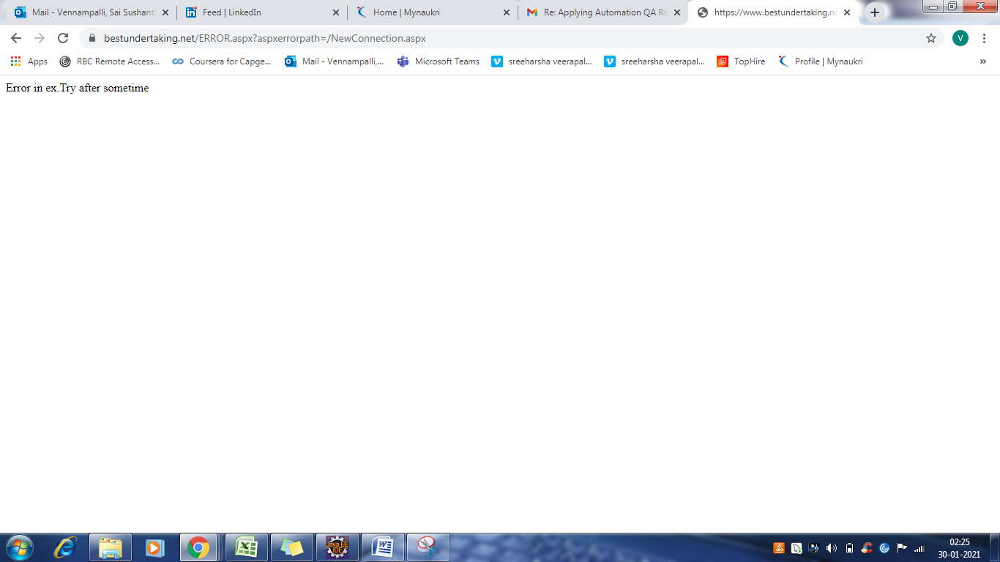 Mail - Vennampalli, Sai Sushant
Feed | LinkedIn
Home | Mynaukri
Re: Applying Automation QA Ro
https://www.bestundertaking.ne
bestundertaking.net/ERROR.aspx?aspxerrorpath=/NewConnection.aspx
V
Apps
RBC Remote Access...
Coursera for Capge...
Mail - Vennampalli,...
Microsoft Teams
sreeharsha veerapal...
sreeharsha veerapal...
TopHire
Profile | Mynaukri
Error in ex.Try after sometime
Java EE
IDE
02:25
30-01-2021